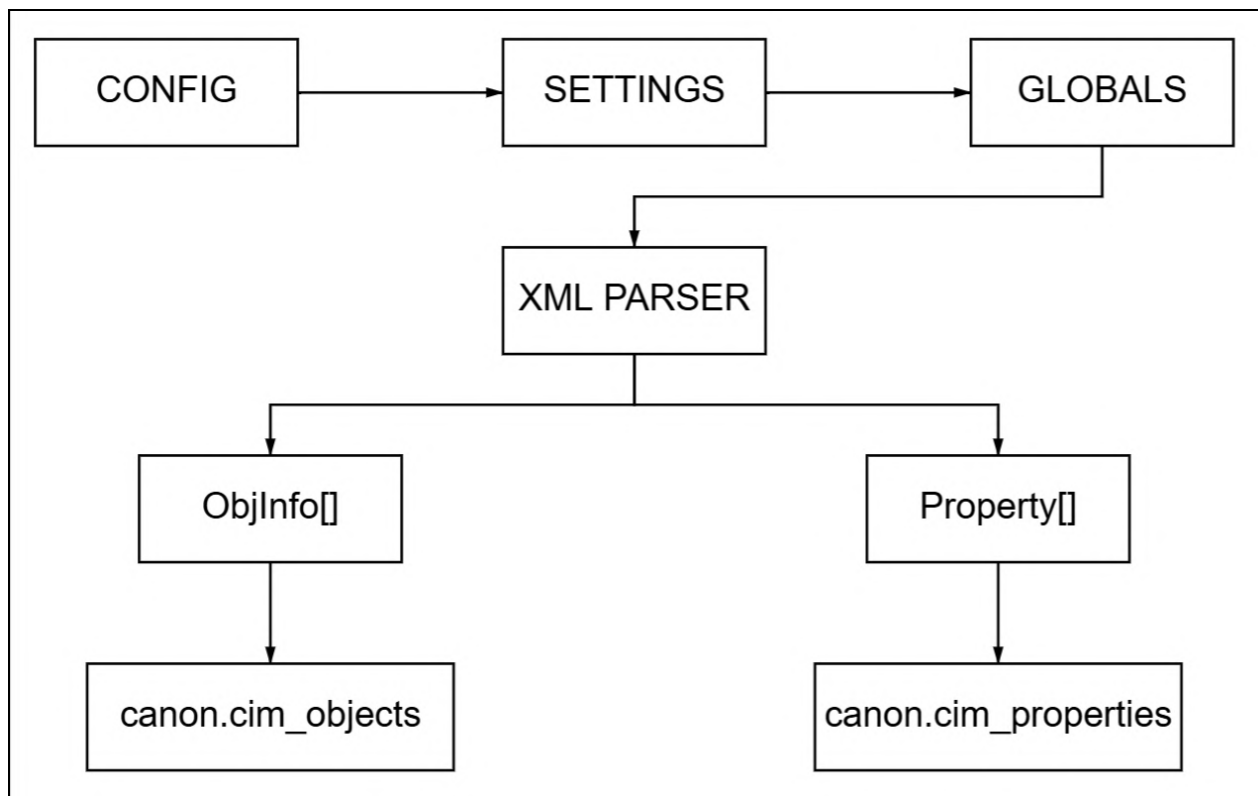 CONFIG
SETTINGS
GLOBALS
XML PARSER
ObjInfo[]
Property[]
canon.cim_objects
canon.cim_properties